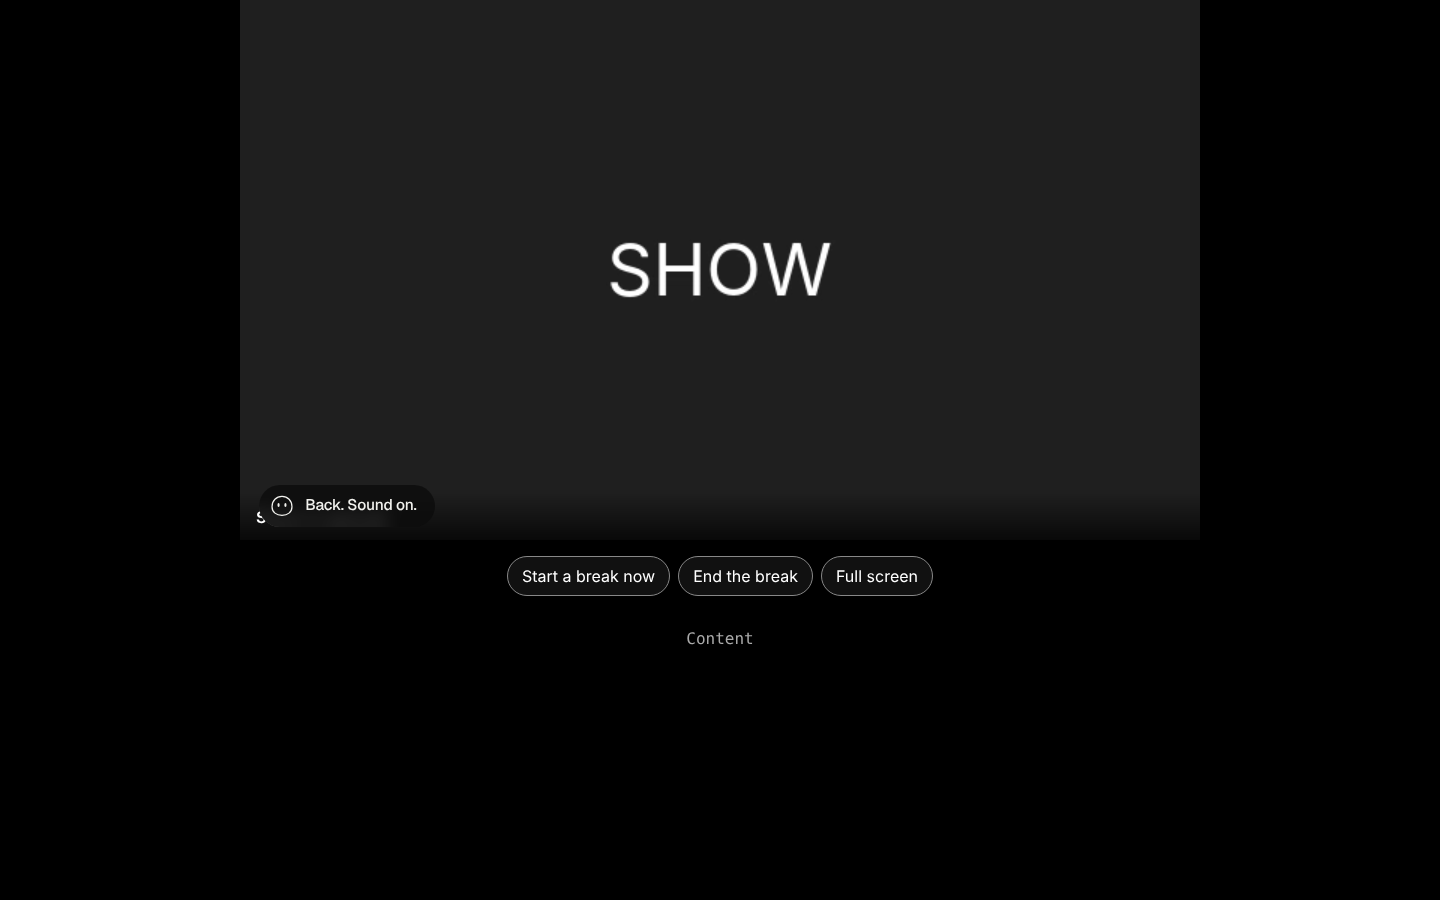 SHOW
Back. Sound on.
Start a break now
End the break
Full screen
Content